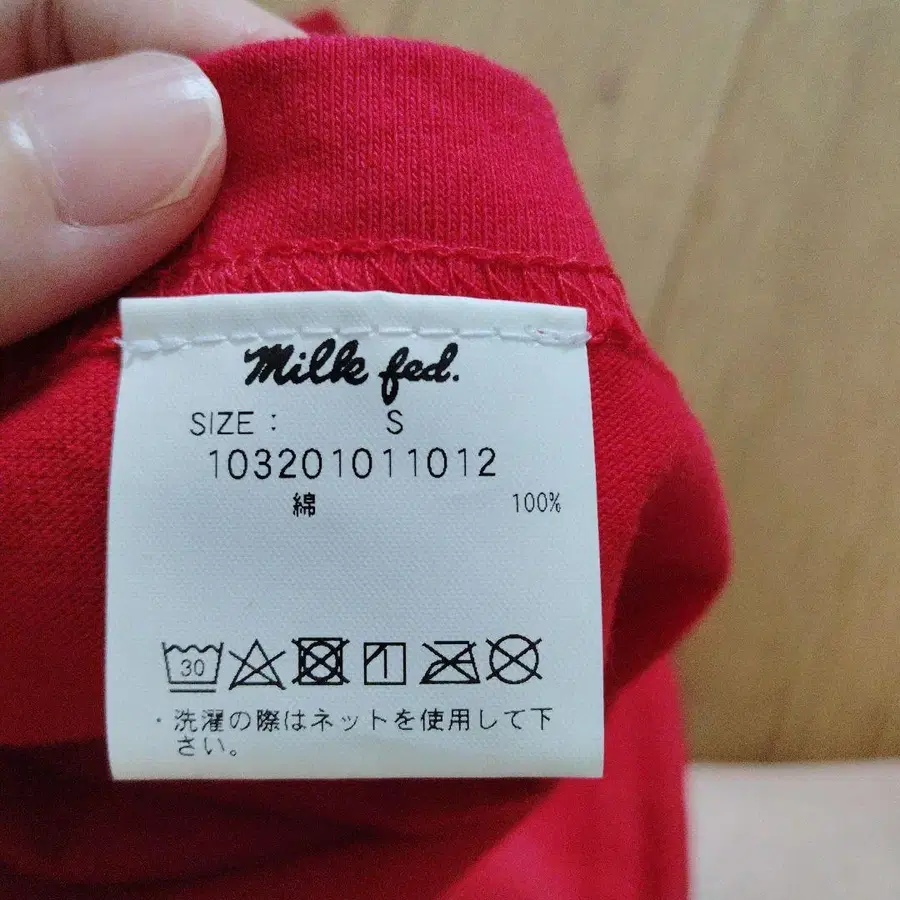 Milk fed.
SIZE : S
103201011012
綿 100%
30
・洗濯の際はネットを使用して下
さい。